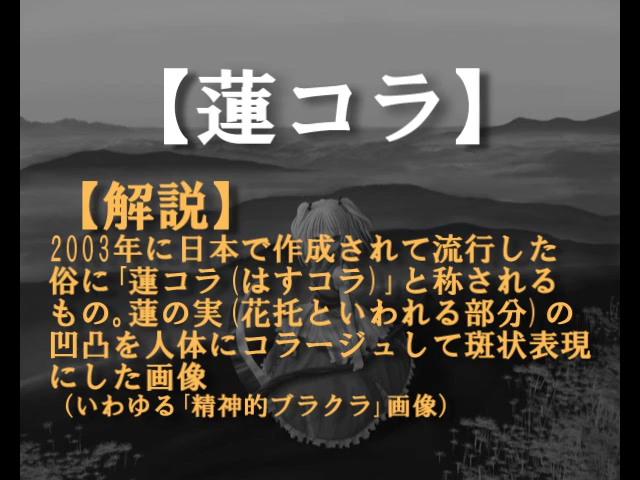 【蓮コラ】
【解説】
2003年に日本で作成されて流行した
俗に「蓮コラ(はすコラ)」と称される
もの。蓮の実(花托といわれる部分)の
凹凸を人体にコラージュして斑状表現
にした画像
(いわゆる「精神的ブラクラ」画像)